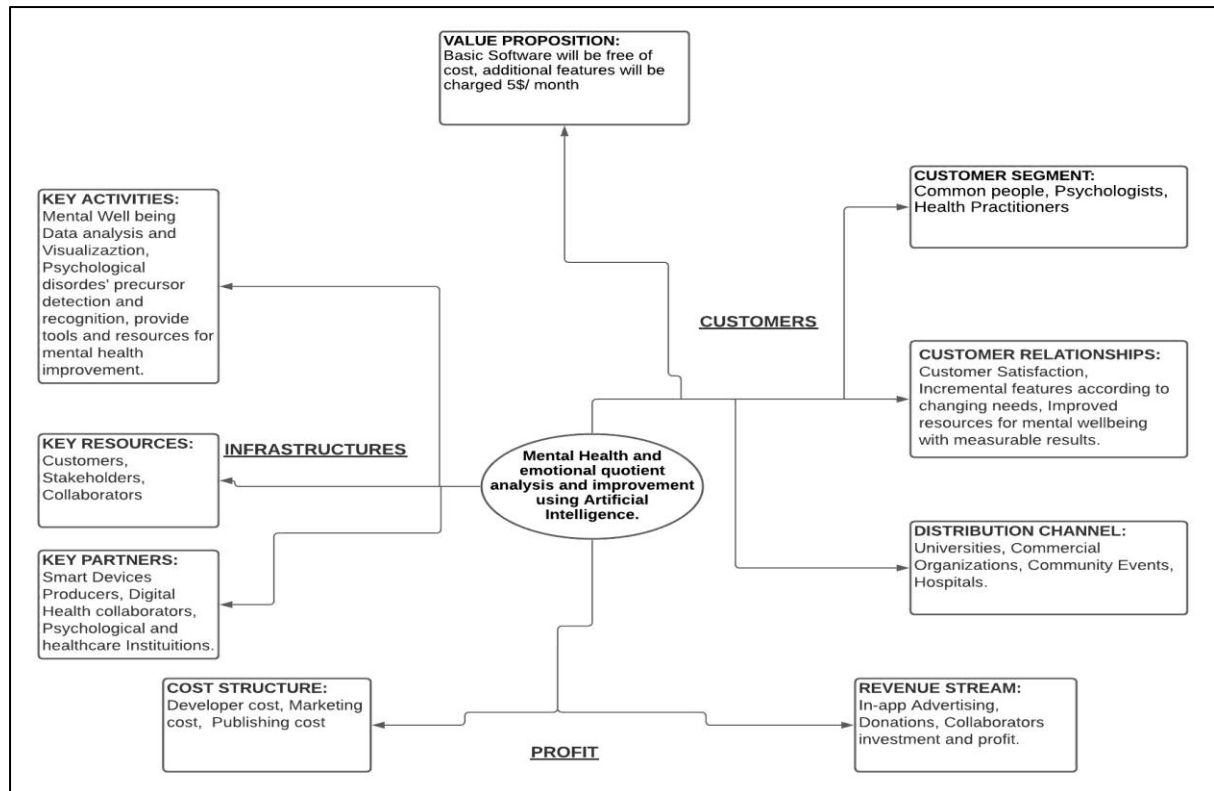 VALUE PROPOSITION:
Basic Software will be free of
cost, additional features will be
charged 5$/ month
KEY ACTIVITIES:
Mental Well being
Data analysis and
Visualizaztion,
Psychological
disordes' precursor
detection and
recognition, provide
tools and resources for
mental health
improvement.
CUSTOMER SEGMENT:
Common people, Psychologists,
Health Practitioners
CUSTOMERS
CUSTOMER RELATIONSHIPS:
Customer Satisfaction,
Incremental features according to
changing needs, Improved
resources for mental wellbeing
with measurable results.
KEY RESOURCES:
Customers,
Stakeholders,
Collaborators
INFRASTRUCTURES
Mental Health and
emotional quotient
analysis and improvement
using Artificial
Intelligence.
DISTRIBUTION CHANNEL:
Universities, Commercial
Organizations, Community Events,
Hospitals.
KEY PARTNERS:
Smart Devices
Producers, Digital
Health collaborators,
Psychological and
healthcare Instituitions.
COST STRUCTURE:
Developer cost, Marketing
cost,  Publishing cost
PROFIT
REVENUE STREAM:
In-app Advertising,
Donations, Collaborators
investment and profit.